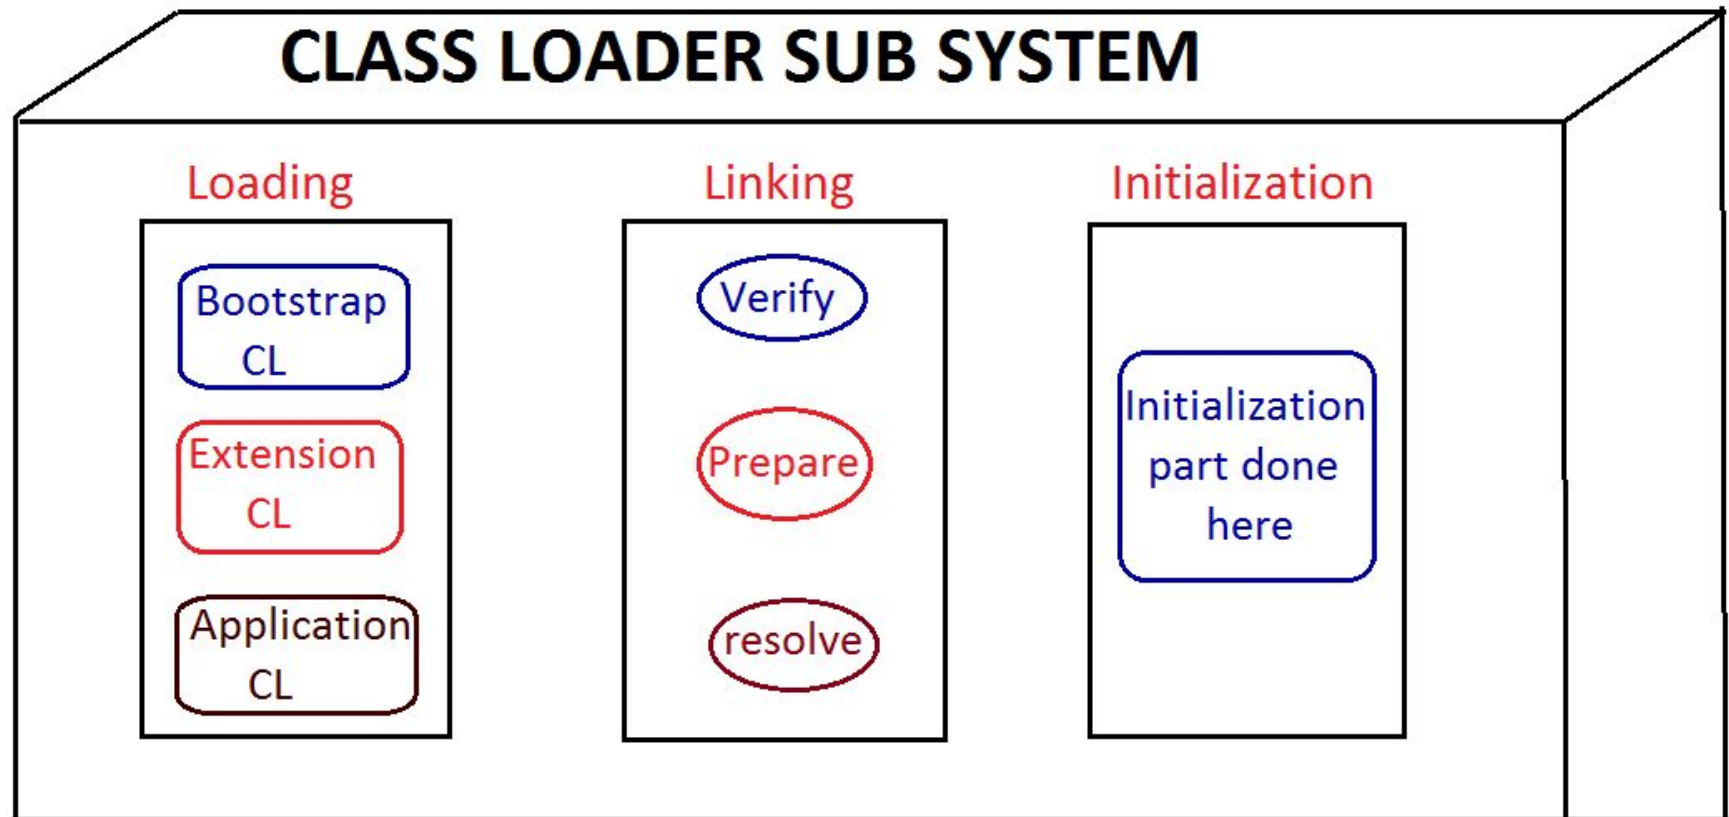 CLASS LOADER SUB SYSTEM
Loading
Bootstrap
CL
Extension
CL
Application
CL
Linking
Verify
Prepare
resolve
Initialization
Initialization
part done
here